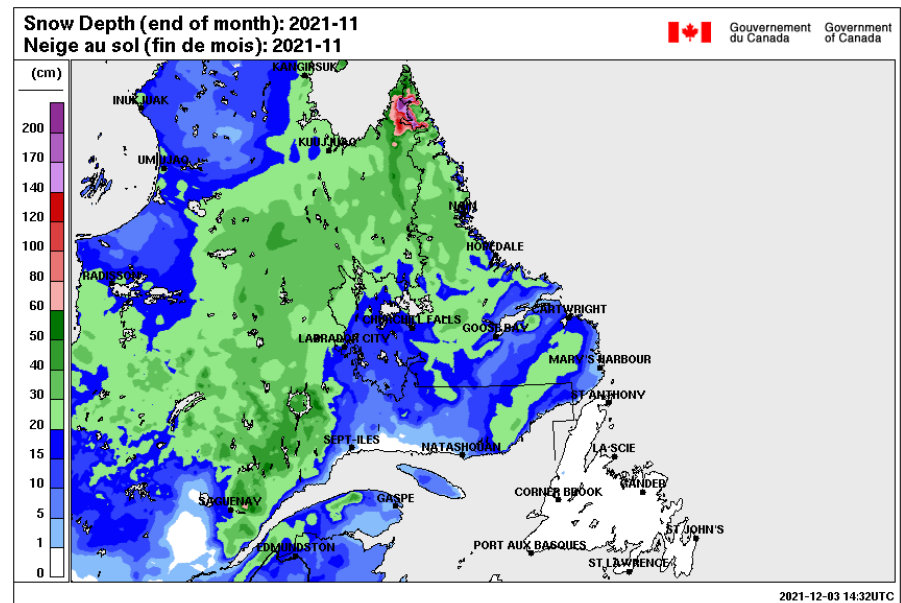 Snow Depth (end of month): 2021-11
Neige au sol (fin de mois): 2021-11
Gouvernement du Canada
Government of Canada
(cm)
200
170
140
120
100
80
60
50
40
30
20
15
10
5
1
0
KANGIRSUK
INUKJUAK
KUUJJUAQ
UMIUJAQ
NAIN
HOPEDALE
RADISSON
CARTWRIGHT
CHURCHILL FALLS
GOOSE BAY
LABRADOR CITY
MARY'S HARBOUR
ST ANTHONY
SEPT-ILES
NATASHQUAN
LA SCIE
GANDER
CORNER BROOK
SAGUENAY
GASPE
ST JOHN'S
EDMUNDSTON
PORT AUX BASQUES
ST LAWRENCE
2021-12-03 14:32UTC